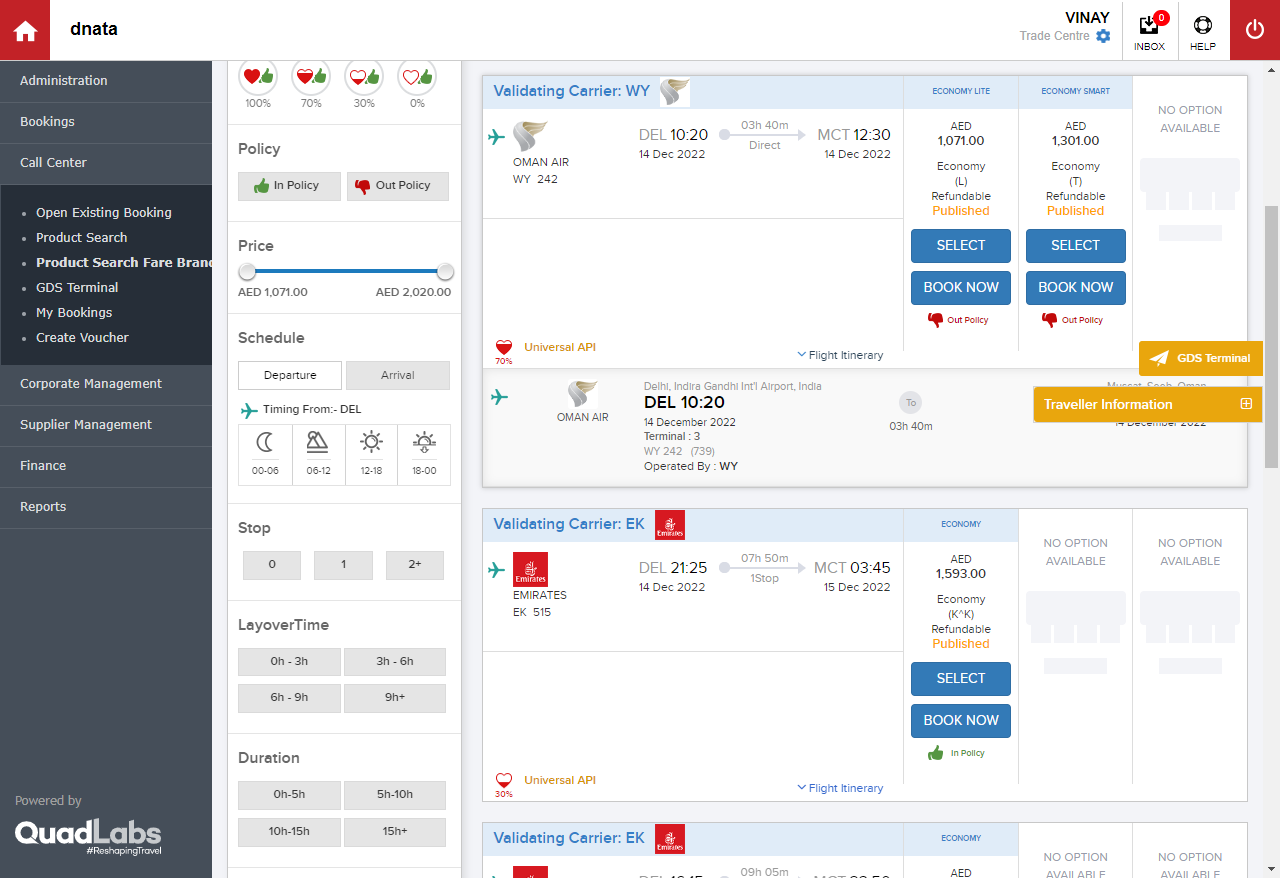 dnata
VINAY
Trade Centre
0
INBOX
HELP
Administration
Bookings
Call Center
Open Existing Booking
Product Search
Product Search Fare Bran
GDS Terminal
My Bookings
Create Voucher
Corporate Management
Supplier Management
Finance
Reports
Powered by
QuadLabs
#ReshapingTravel
100% 70% 30% 0%
Policy
In Policy Out Policy
Price
AED 1,071.00 AED 2,020.00
Schedule
Departure Arrival
Timing From:- DEL
00-06 06-12 12-18 18-00
Stop
0 1 2+
LayoverTime
0h - 3h 3h - 6h
6h - 9h 9h+
Duration
0h-5h 5h-10h
10h-15h 15h+
Validating Carrier: WY
ECONOMY LITE ECONOMY SMART
OMAN AIR
WY 242
DEL 10:20
14 Dec 2022
03h 40m
Direct
MCT 12:30
14 Dec 2022
AED
1,071.00
Economy
(L)
Refundable
Published
SELECT
BOOK NOW
Out Policy
AED
1,301.00
Economy
(T)
Refundable
Published
SELECT
BOOK NOW
Out Policy
NO OPTION
AVAILABLE
70%
Universal API
Flight Itinerary
GDS Terminal
Traveller Information
OMAN AIR
Delhi, Indira Gandhi Int'l Airport, India
DEL 10:20
14 December 2022
Terminal : 3
WY 242 (739)
Operated By : WY
To
03h 40m
Muscat, Seeb, Oman
14 December 2022
Validating Carrier: EK
Emirates
ECONOMY
Emirates
EMIRATES
EK 515
DEL 21:25
14 Dec 2022
07h 50m
1Stop
MCT 03:45
15 Dec 2022
AED
1,593.00
Economy
(K^K)
Refundable
Published
SELECT
BOOK NOW
In Policy
NO OPTION
AVAILABLE
NO OPTION
AVAILABLE
30%
Universal API
Flight Itinerary
Validating Carrier: EK
Emirates
ECONOMY
09h 05m
AED
NO OPTION
AVAILABLE
NO OPTION
AVAILABLE